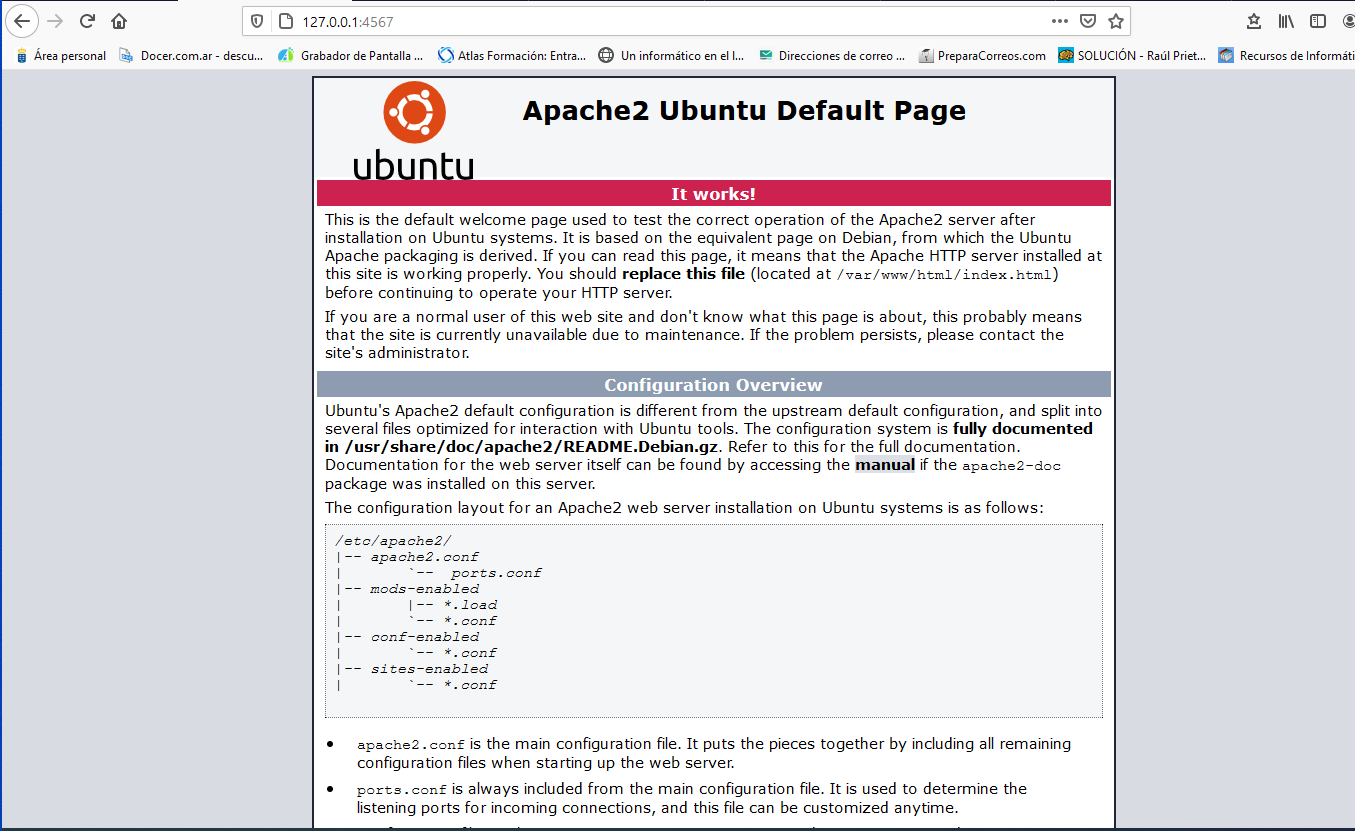 127.0.0.1:4567
Área personal
Docer.com.ar - descu...
Grabador de Pantalla ...
Atlas Formación: Entra...
Un informático en el l...
Direcciones de correo ...
PreparaCorreos.com
SOLUCIÓN - Raúl Priet...
Recursos de Informáti
ubuntu
Apache2 Ubuntu Default Page
It works!
This is the default welcome page used to test the correct operation of the Apache2 server after
installation on Ubuntu systems. It is based on the equivalent page on Debian, from which the Ubuntu
Apache packaging is derived. If you can read this page, it means that the Apache HTTP server installed at
this site is working properly. You should replace this file (located at /var/www/html/index.html)
before continuing to operate your HTTP server.
If you are a normal user of this web site and don't know what this page is about, this probably means
that the site is currently unavailable due to maintenance. If the problem persists, please contact the
site's administrator.
Configuration Overview
Ubuntu's Apache2 default configuration is different from the upstream default configuration, and split into
several files optimized for interaction with Ubuntu tools. The configuration system is fully documented
in /usr/share/doc/apache2/README.Debian.gz. Refer to this for the full documentation.
Documentation for the web server itself can be found by accessing the manual if the apache2-doc
package was installed on this server.
The configuration layout for an Apache2 web server installation on Ubuntu systems is as follows:
/etc/apache2/
|-- apache2.conf
|       `--  ports.conf
|-- mods-enabled
|       |-- *.load
|       `-- *.conf
|-- conf-enabled
|       `-- *.conf
|-- sites-enabled
|       `-- *.conf
• apache2.conf is the main configuration file. It puts the pieces together by including all remaining
configuration files when starting up the web server.
• ports.conf is always included from the main configuration file. It is used to determine the
listening ports for incoming connections, and this file can be customized anytime.